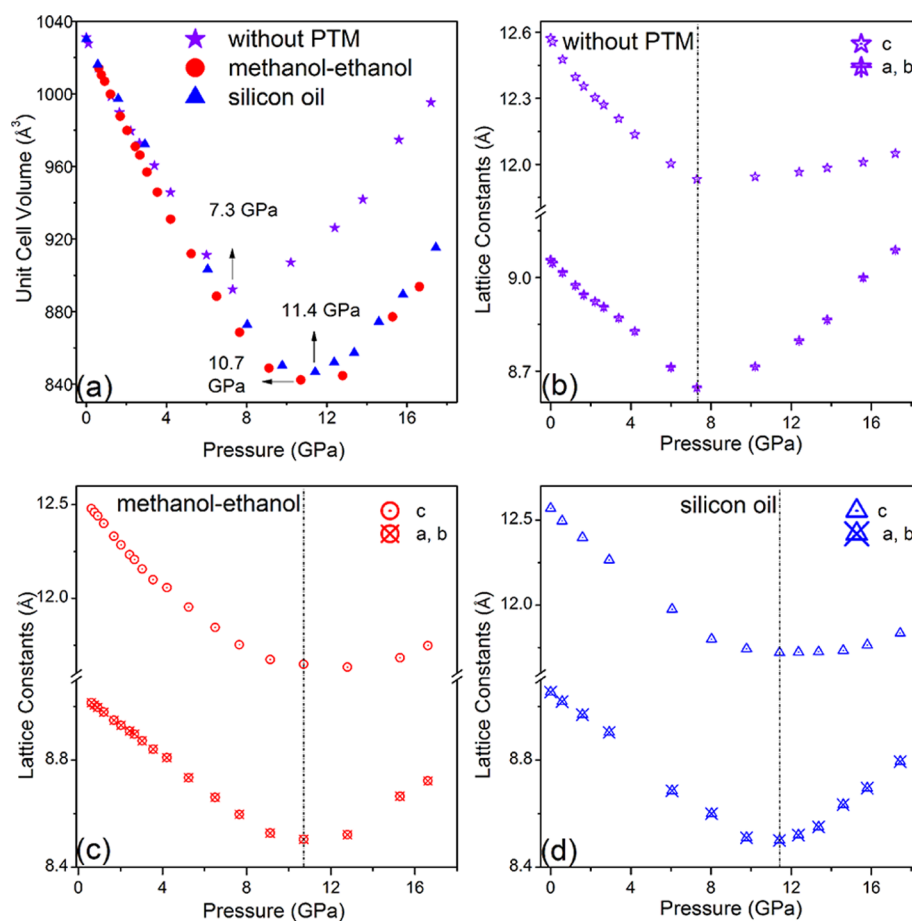 1040
1000
960
920
880
840
Unit Cell Volume (Å³)
without PTM
methanol-ethanol
silicon oil
7.3 GPa
11.4 GPa
10.7
GPa
(a)
0 4 8 12 16
Pressure (GPa)
12.6
12.3
12.0
9.0
8.7
Lattice Constants (Å)
without PTM
c
a, b
(b)
0 4 8 12 16
Pressure (GPa)
12.5
12.0
8.8
8.4
Lattice Constants (Å)
methanol-ethanol
c
a, b
(c)
0 4 8 12 16
Pressure (GPa)
12.5
12.0
8.8
8.4
Lattice Constants (Å)
silicon oil
c
a, b
(d)
0 4 8 12 16
Pressure (GPa)